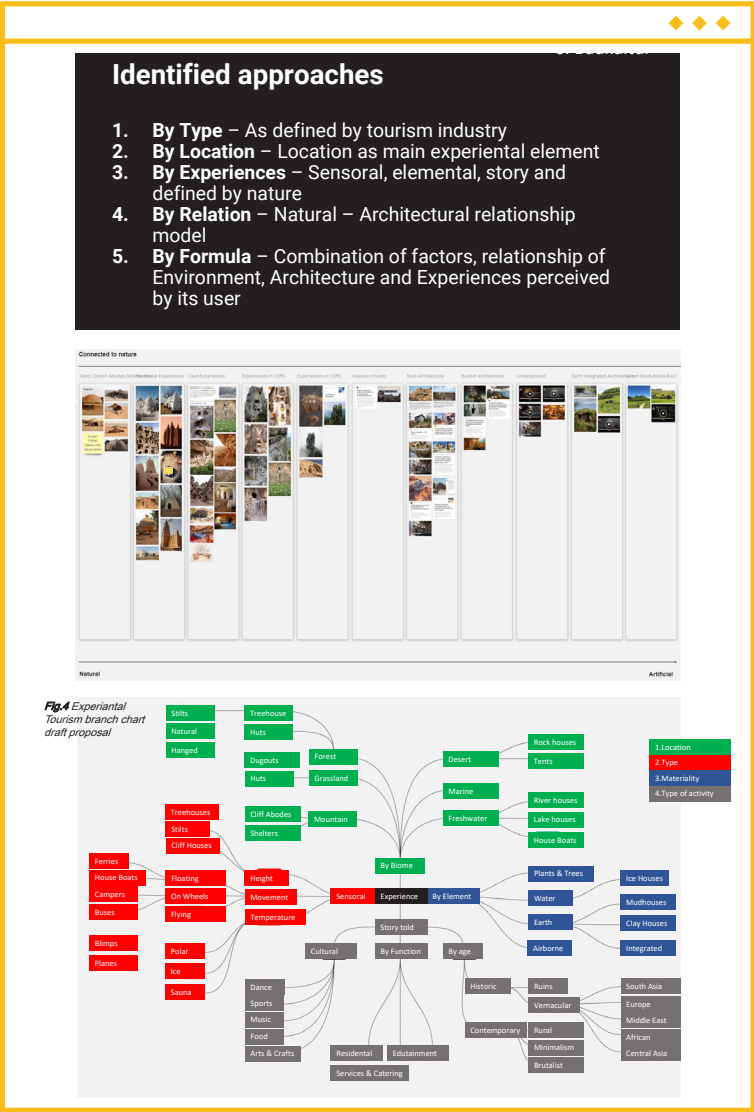 Identified approaches
1. By Type – As defined by tourism industry
2. By Location – Location as main experiental element
3. By Experiences – Sensoral, elemental, story and
defined by nature
4. By Relation – Natural – Architectural relationship
model
5. By Formula – Combination of factors, relationship of
Environment, Architecture and Experiences perceived
by its user
Connected to nature
Cave Experiences
Experiences in Cliffs
Experiences on Cliffs
Volcano Houses
Rock Architecture
Bunker Architecture
Underground
Natural
Artificial
Fig.4 Experiantal
Tourism branch chart
draft proposal
Stilts
Natural
Hanged
Treehouse
Huts
Dugouts
Huts
Forest
Grassland
Cliff Abodes
Shelters
Mountain
Desert
Rock houses
Tents
Marine
Freshwater
River houses
Lake houses
House Boats
1.Location
2.Type
3.Materiality
4.Type of activity
By Biome
Treehouses
Stilts
Cliff Houses
Ferries
House Boats
Campers
Buses
Floating
On Wheels
Flying
Height
Movement
Temperature
Blimps
Planes
Polar
Ice
Sauna
Sensoral
Experience
By Element
Plants & Trees
Water
Earth
Airborne
Ice Houses
Mudhouses
Clay Houses
Integrated
Story told
Cultural
By Function
By age
Dance
Sports
Music
Food
Arts & Crafts
Residental
Edutainment
Services & Catering
Historic
Contemporary
Ruins
Vernacular
Rural
Minimalism
Brutalist
South Asia
Europe
Middle East
African
Central Asia